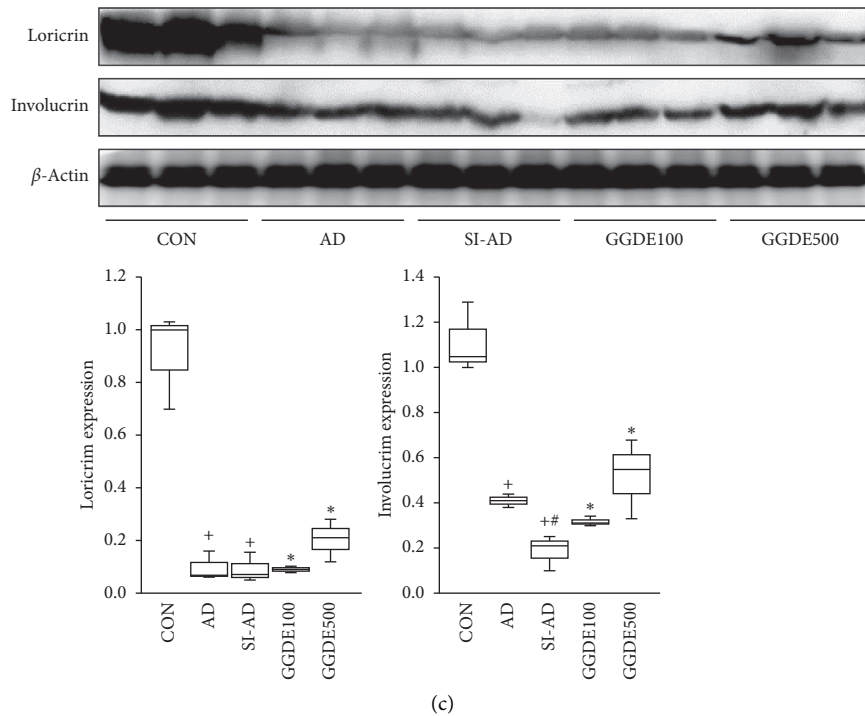 Loricrin
Involucrin
β-Actin
CON AD SI-AD GGDE100 GGDE500
Loricrim expression
1.2
1.0
0.8
0.6
0.4
0.2
0.0
+ + * *
CON AD SI-AD GGDE100 GGDE500
Involucrim expression
1.4
1.2
1.0
0.8
0.6
0.4
0.2
0.0
+ +# * *
CON AD SI-AD GGDE100 GGDE500
(c)